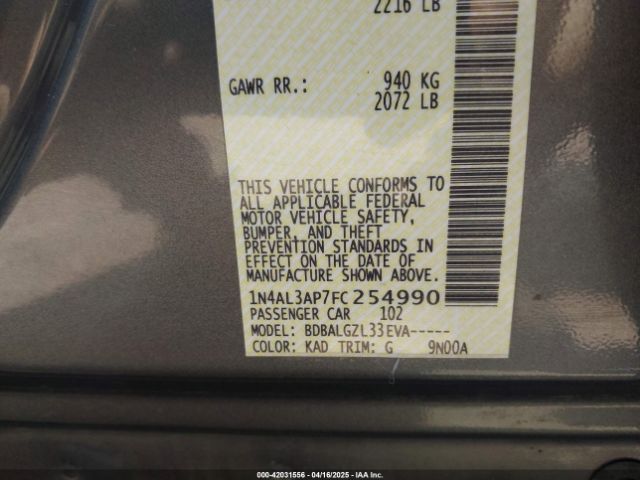 2216 LB
GAWR RR.: 940 KG
2072 LB
THIS VEHICLE CONFORMS TO
ALL APPLICABLE FEDERAL
MOTOR VEHICLE SAFETY,
BUMPER, AND THEFT
PREVENTION STANDARDS IN
EFFECT ON THE DATE OF
MANUFACTURE SHOWN ABOVE.
1N4AL3AP7FC254990
PASSENGER CAR 102
MODEL: BDBALGZL33EVA-----
COLOR: KAD TRIM: G 9N00A
000-42031556 - 04/16/2025 - IAA Inc.